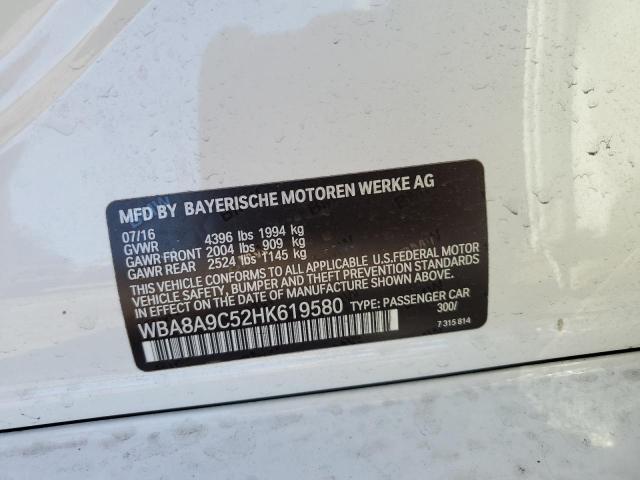 MFD BY BAYERISCHE MOTOREN WERKE AG
07/16
GVWR 4396 lbs 1994 kg
GAWR FRONT 2004 lbs 909 kg
GAWR REAR 2524 lbs 1145 kg
THIS VEHICLE CONFORMS TO ALL APPLICABLE U.S.FEDERAL MOTOR
VEHICLE SAFETY, BUMPER, AND THEFT PREVENTION STANDARDS
IN EFFECT ON THE DATE OF MANUFACTURE SHOWN ABOVE.
WBA8A9C52HK619580 TYPE: PASSENGER CAR
300/
7 315 814